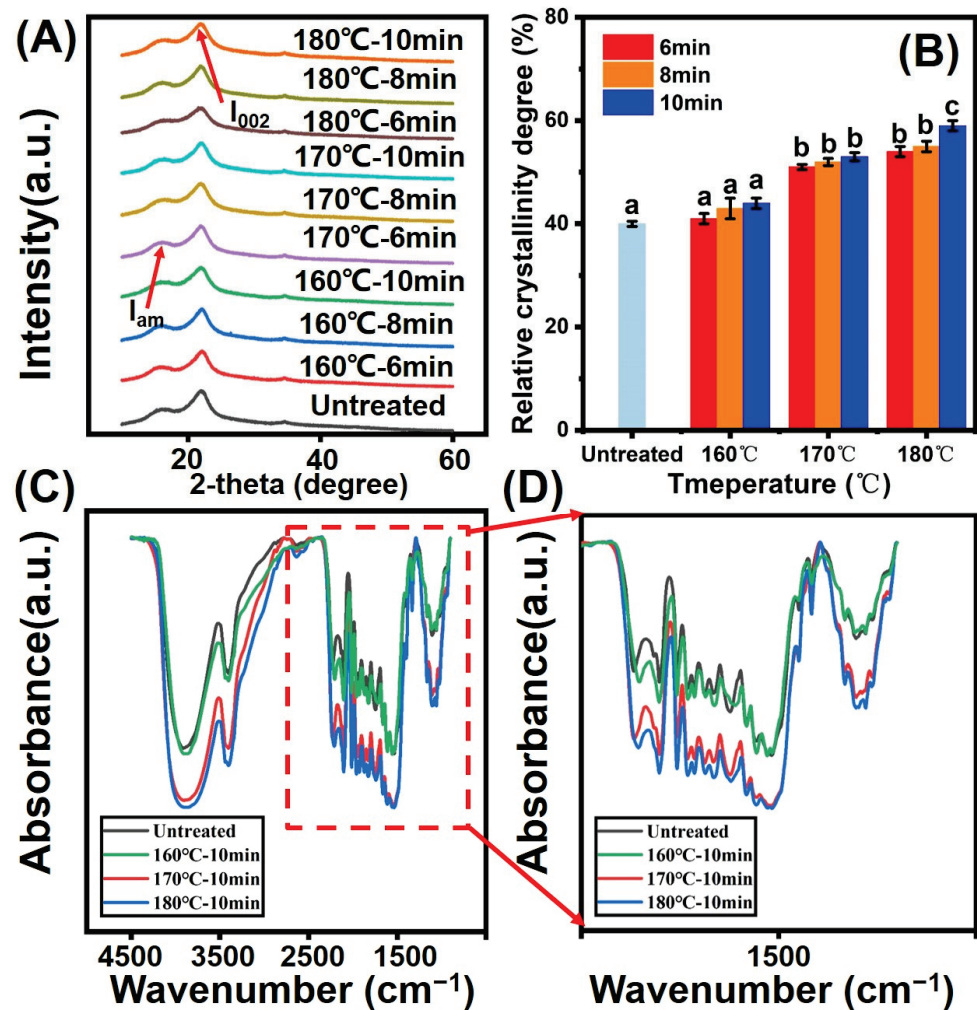 (A)
Intensity(a.u.)
180℃-10min
I002
180℃-8min
180℃-6min
170℃-10min
170℃-8min
170℃-6min
Iam
160℃-10min
160℃-8min
160℃-6min
Untreated
20 40 60
2-theta (degree)
(B)
Relative crystallinity degree (%)
80
60
40
20
0
6min
8min
10min
a a a a b b b b b c
Untreated 160℃ 170℃ 180℃
Tmeperature (℃)
(C)
Absorbance(a.u.)
Untreated
160°C-10min
170°C-10min
180°C-10min
4500 3500 2500 1500
Wavenumber (cm⁻¹)
(D)
Absorbance(a.u.)
Untreated
160°C-10min
170°C-10min
180°C-10min
1500
Wavenumber (cm⁻¹)